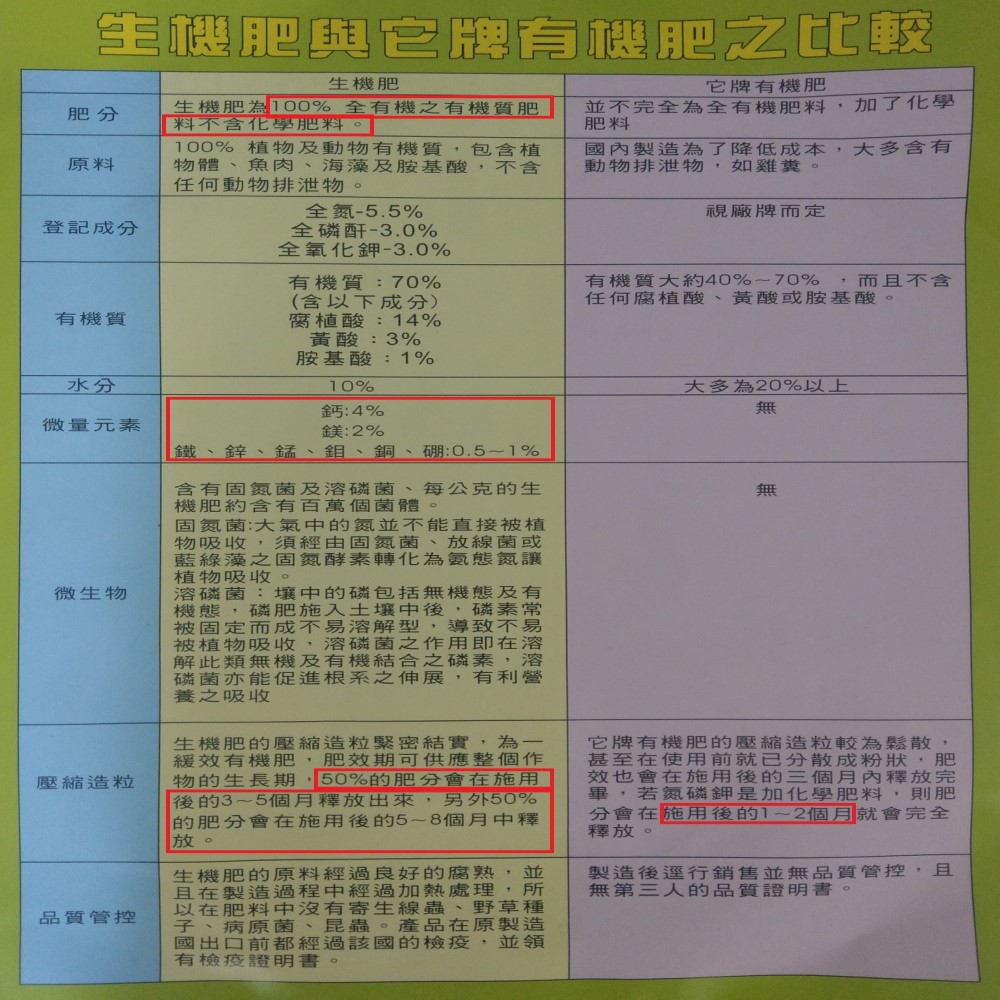 生機肥與它牌有機肥之比較
生機肥
它牌有機肥
肥分
生機肥為100% 全有機之有機質肥
料不含化學肥料。
並不完全為全有機肥料，加了化學
肥料
原料
100% 植物及動物有機質，包含植
物體、魚肉、海藻及胺基酸，不含
任何動物排泄物。
國內製造為了降低成本，大多含有
動物排泄物，如雞糞。
登記成分
全氮-5.5%
全磷酐-3.0%
全氧化鉀-3.0%
視廠牌而定
有機質
有機質：70%
(含以下成分)
腐植酸：14%
黃酸：3%
胺基酸：1%
有機質大約40%~70% ，而且不含
任何腐植酸、黃酸或胺基酸。
水分
10%
大多為20%以上
微量元素
鈣:4%
鎂:2%
鐵、鋅、錳、鉬、銅、硼:0.5~1%
無
微生物
含有固氮菌及溶磷菌、每公克的生
機肥約含有百萬個菌體。
固氮菌:大氣中的氮並不能直接被植
物吸收，須經由固氮菌、放線菌或
藍綠藻之固氮酵素轉化為氨態氮讓
植物吸收。
溶磷菌：壤中的磷包括無機態及有
機態，磷肥施入土壤中後，磷素常
被固定而成不易溶解型，導致不易
被植物吸收，溶磷菌之作用即在溶
解此類無機及有機結合之磷素，溶
磷菌亦能促進根系之伸展，有利營
養之吸收
無
壓縮造粒
生機肥的壓縮造粒緊密結實，為一
緩效有機肥，肥效期可供應整個作
物的生長期，50%的肥分會在施用
後的3~5個月釋放出來，另外50%
的肥分會在施用後的5~8個月中釋
放。
它牌有機肥的壓縮造粒較為鬆散，
甚至在使用前就已分散成粉狀，肥
效也會在施用後的三個月內釋放完
畢，若氮磷鉀是加化學肥料，則肥
分會在施用後的1~2個月就會完全
釋放。
品質管控
生機肥的原料經過良好的腐熟，並
且在製造過程中經過加熱處理，所
以在肥料中沒有寄生線蟲、野草種
子、病原菌、昆蟲。產品在原製造
國出口前都經過該國的檢疫，並領
有檢疫證明書。
製造後逕行銷售並無品質管控，且
無第三人的品質證明書。